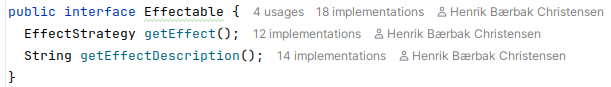 public interface Effectable { 4 usages 18 implementations Henrik Bærbak Christensen
EffectStrategy getEffect(); 12 implementations Henrik Bærbak Christensen
String getEffectDescription(); 14 implementations Henrik Bærbak Christensen
}